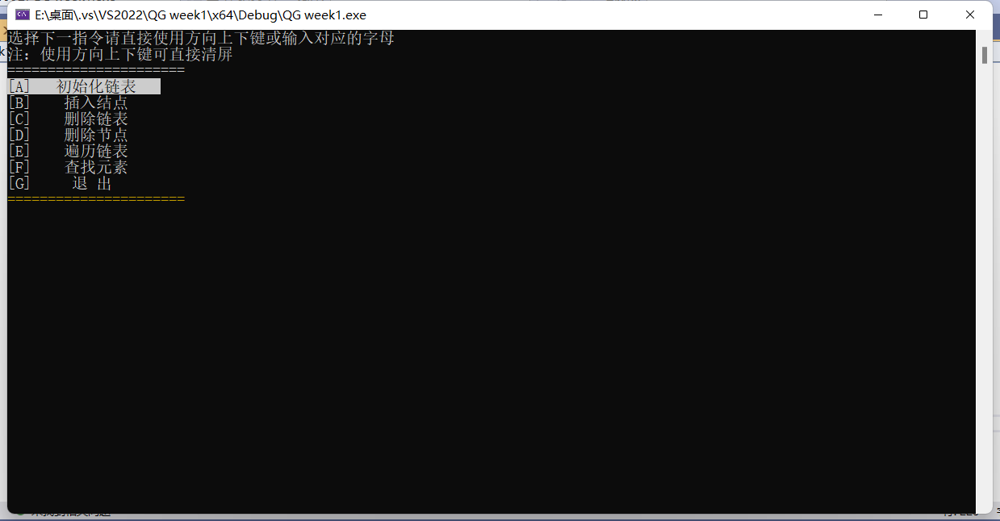 E:\桌面\.vs\VS2022\QG week1\x64\Debug\QG week1.exe
选择下一指令请直接使用方向上下键或输入对应的字母
注：使用方向上下键可直接清屏
======================
[A]   初始化链表
[B]    插入结点
[C]    删除链表
[D]    删除节点
[E]    遍历链表
[F]    查找元素
[G]     退 出
======================